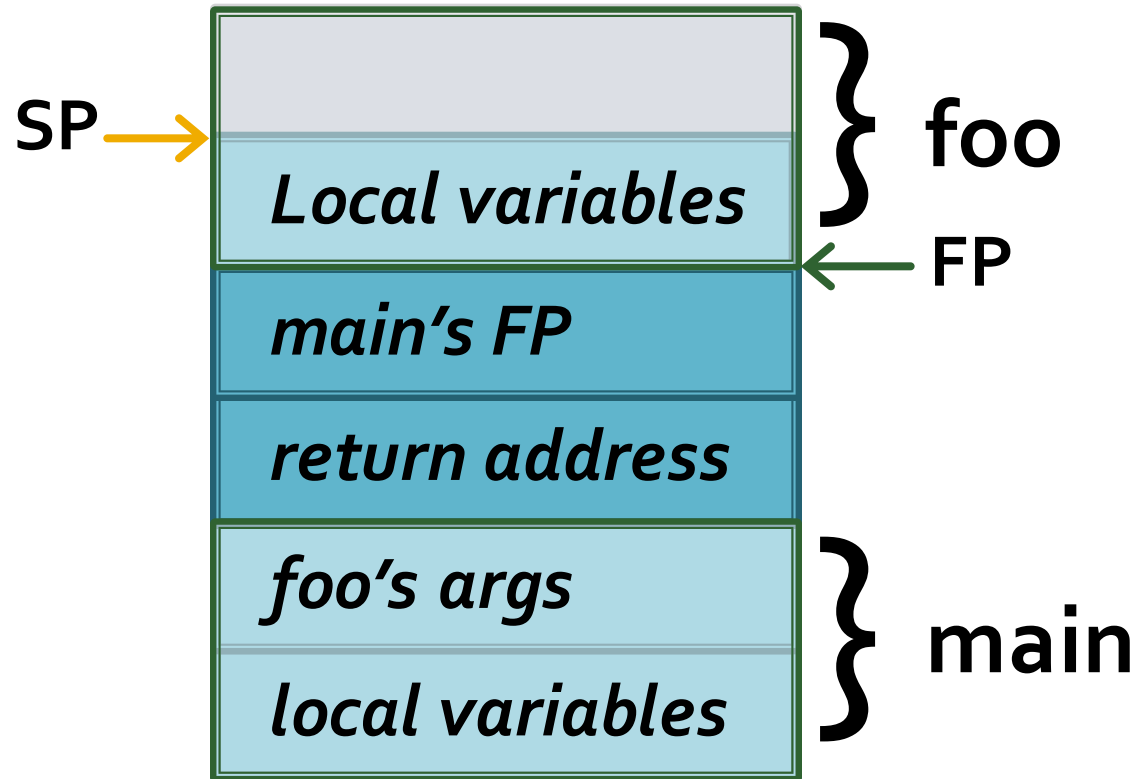 SP
foo
Local variables
FP
main’s FP
return address
foo’s args
main
local variables